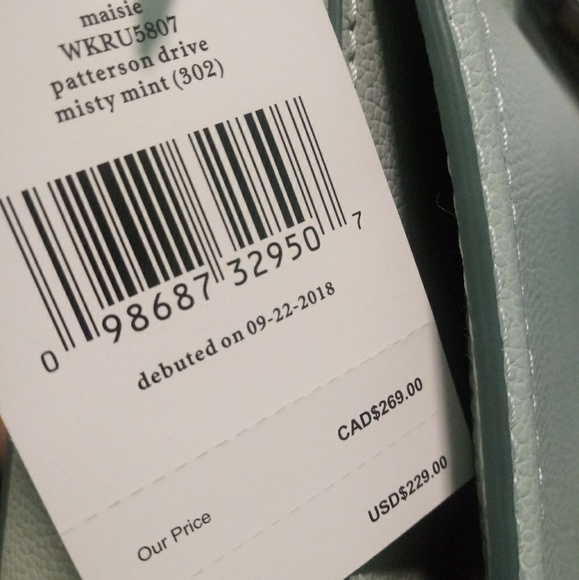 maisie
WKRU5807
patterson drive
misty mint (302)
0 98687 32950 7
debuted on 09-22-2018
CAD$269.00
Our Price USD$229.00